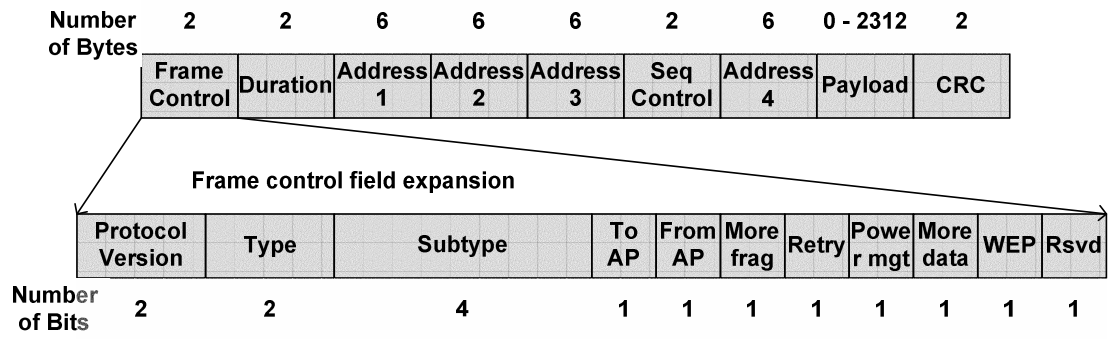 Number of Bytes 2 2 6 6 6 2 6 0 - 2312 2
Frame Control Duration Address 1 Address 2 Address 3 Seq Control Address 4 Payload CRC
Frame control field expansion
Protocol Version Type Subtype To AP From AP More frag Retry Powe r mgt More data WEP Rsvd
Number of Bits 2 2 4 1 1 1 1 1 1 1 1